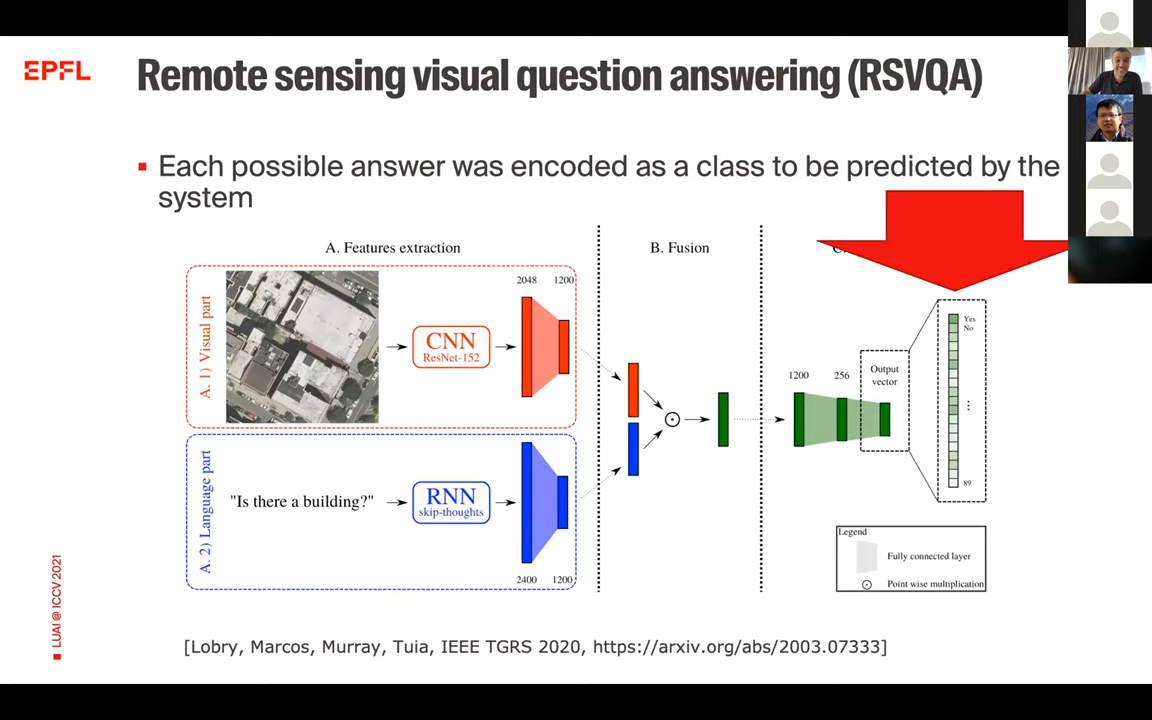 EPFL
Remote sensing visual question answering (RSVQA)
▪ Each possible answer was encoded as a class to be predicted by the
system
A. Features extraction
B. Fusion
A. 1) Visual part
CNN
ResNet-152
2048
1200
A. 2) Language part
"Is there a building?"
RNN
skip-thoughts
2400
1200
1200
256
Output
vector
Yes
No
...
89
Legend
Fully connected layer
Point wise multiplication
LUAI @ ICCV 2021
[Lobry, Marcos, Murray, Tuia, IEEE TGRS 2020, https://arxiv.org/abs/2003.07333]